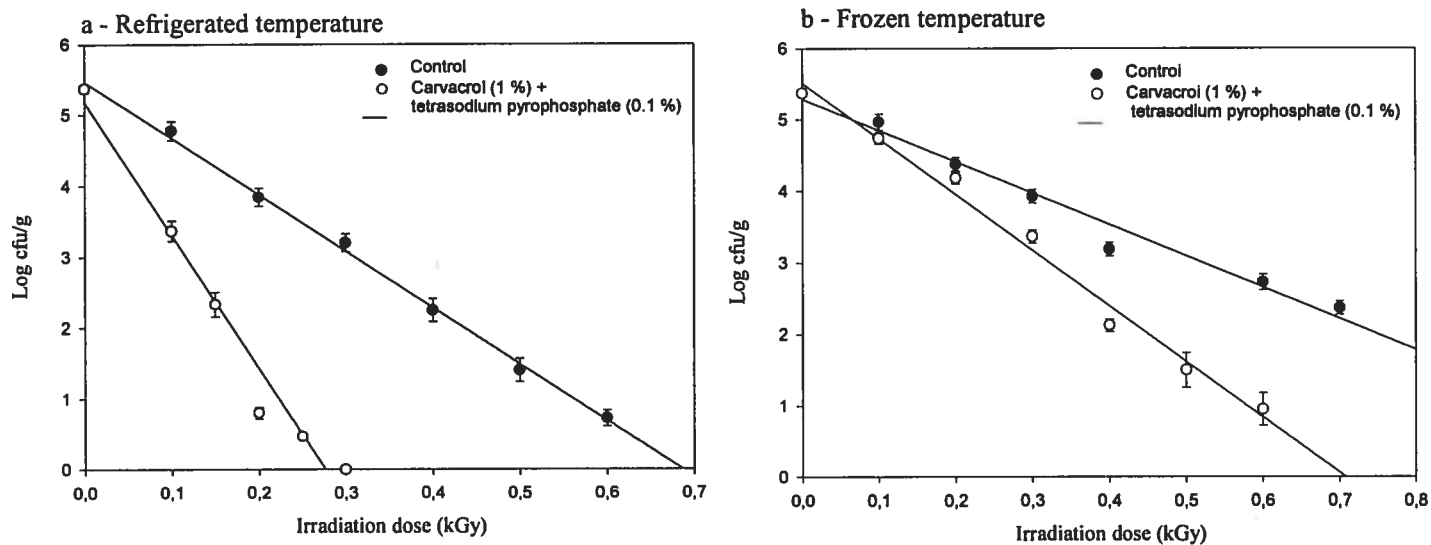 a - Refrigerated temperature
6
5
4
3
2
1
0
Log cfu/g
Control
Carvacrol (1 %) +
tetrasodium pyrophosphate (0.1 %)
0,0 0,1 0,2 0,3 0,4 0,5 0,6 0,7
Irradiation dose (kGy)
b - Frozen temperature
6
5
4
3
2
1
0
Log cfu/g
Control
Carvacrol (1 %) +
tetrasodium pyrophosphate (0.1 %)
0,0 0,1 0,2 0,3 0,4 0,5 0,6 0,7 0,8
Irradiation dose (kGy)